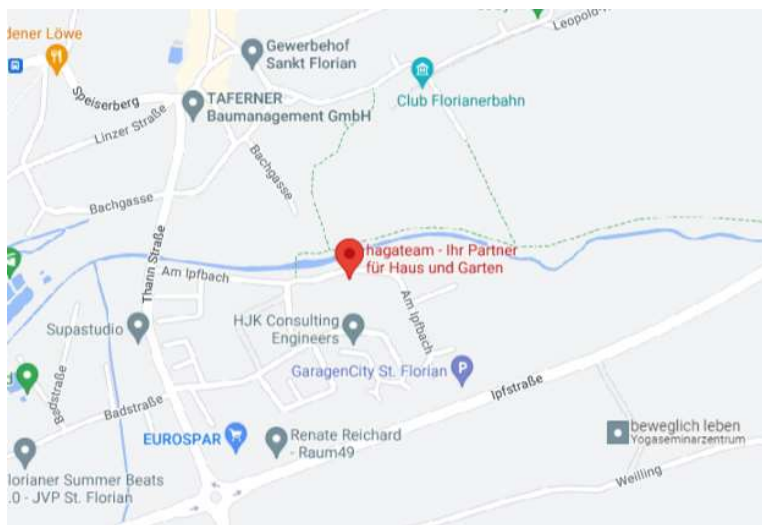 dener Löwe
Gewerbehof
Sankt Florian
Leopold-
Speiserberg
TAFERNER
Baumanagement GmbH
Club Florianerbahn
Linzer Straße
Bachgasse
Bachgasse
Thann Straße
Am Ipfbach
hagateam - Ihr Partner
für Haus und Garten
Am Ipfbach
Supastudio
HJK Consulting
Engineers
GaragenCity St. Florian
P
Badstraße
Badstraße
Ipfstraße
EUROSPAR
Renate Reichard
- Raum49
beweglich leben
Yogaseminarzentrum
Weilling
lorianer Summer Beats
.0 - JVP St. Florian